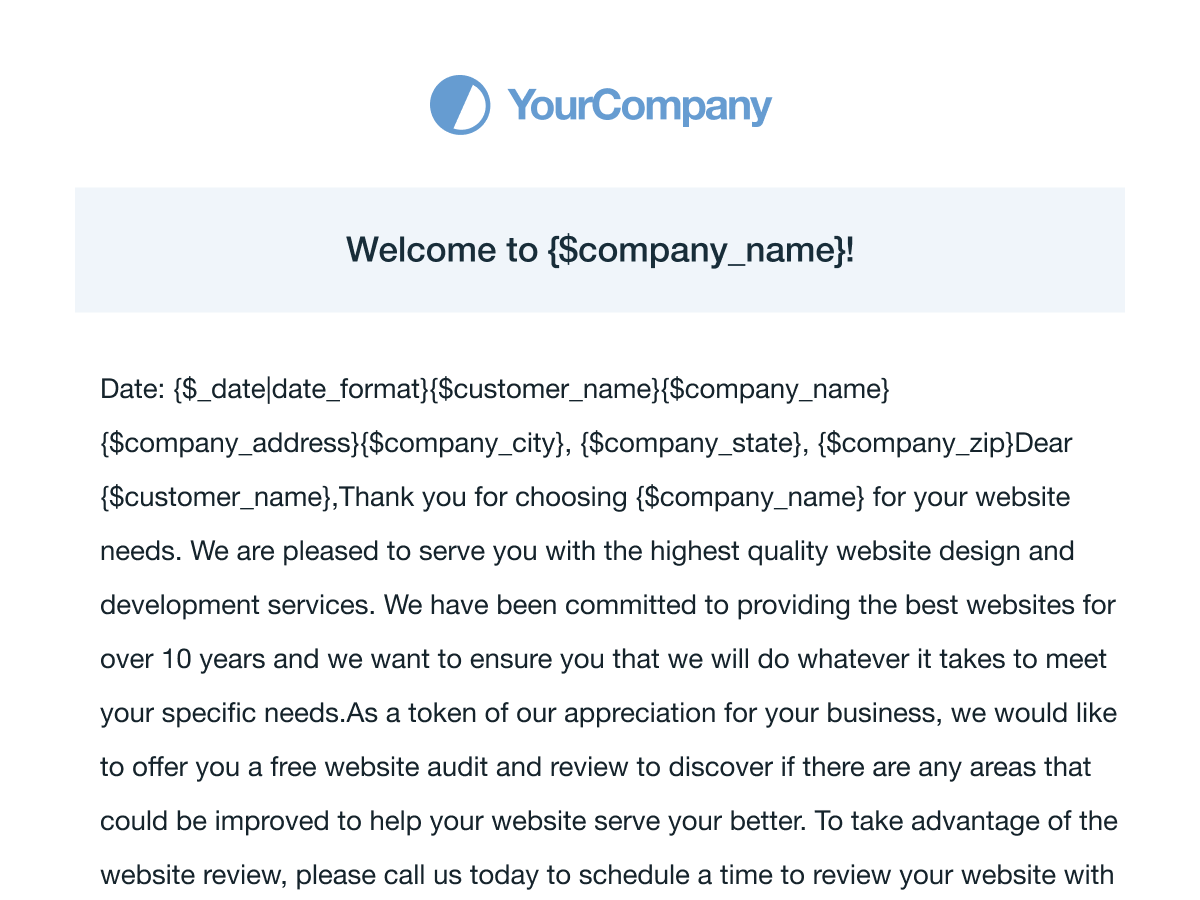 YourCompany
Welcome to {$company_name}!
Date: {$_date|date_format}{$customer_name}{$company_name}
{$company_address}{$company_city}, {$company_state}, {$company_zip}Dear
{$customer_name},Thank you for choosing {$company_name} for your website
needs. We are pleased to serve you with the highest quality website design and
development services. We have been committed to providing the best websites for
over 10 years and we want to ensure you that we will do whatever it takes to meet
your specific needs.As a token of our appreciation for your business, we would like
to offer you a free website audit and review to discover if there are any areas that
could be improved to help your website serve your better. To take advantage of the
website review, please call us today to schedule a time to review your website with